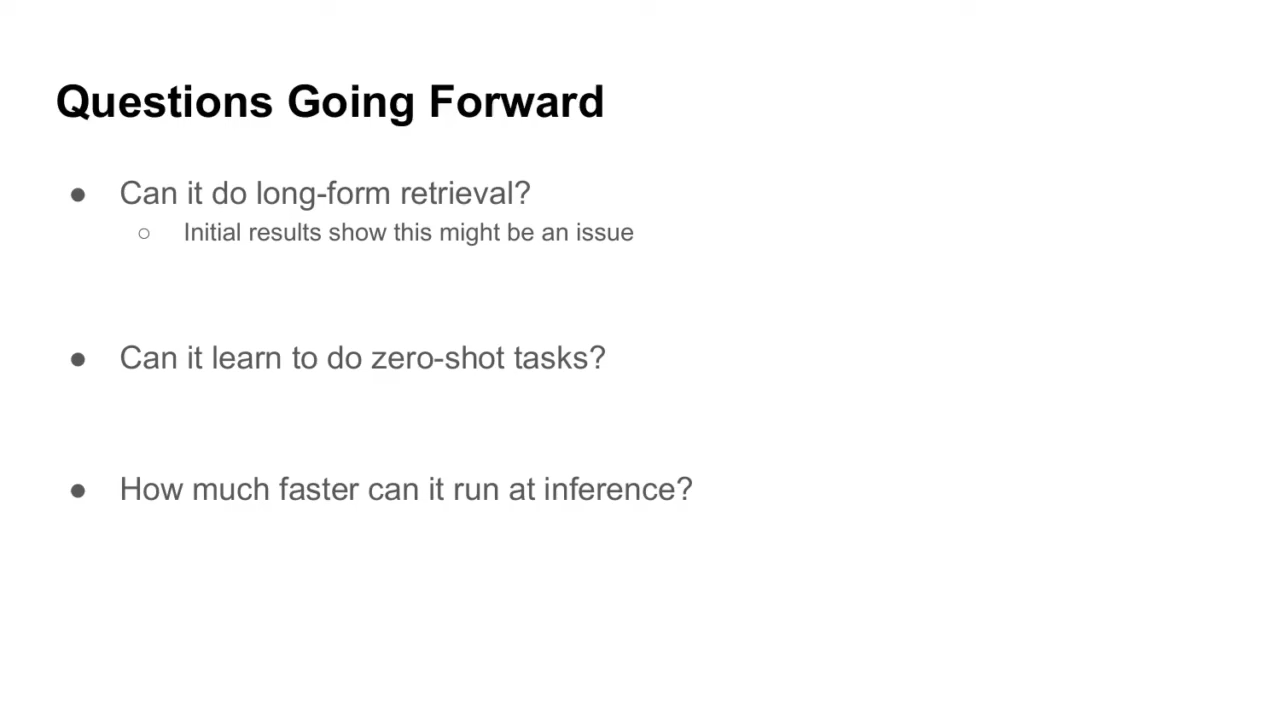 Questions Going Forward
● Can it do long-form retrieval?
○ Initial results show this might be an issue
● Can it learn to do zero-shot tasks?
● How much faster can it run at inference?